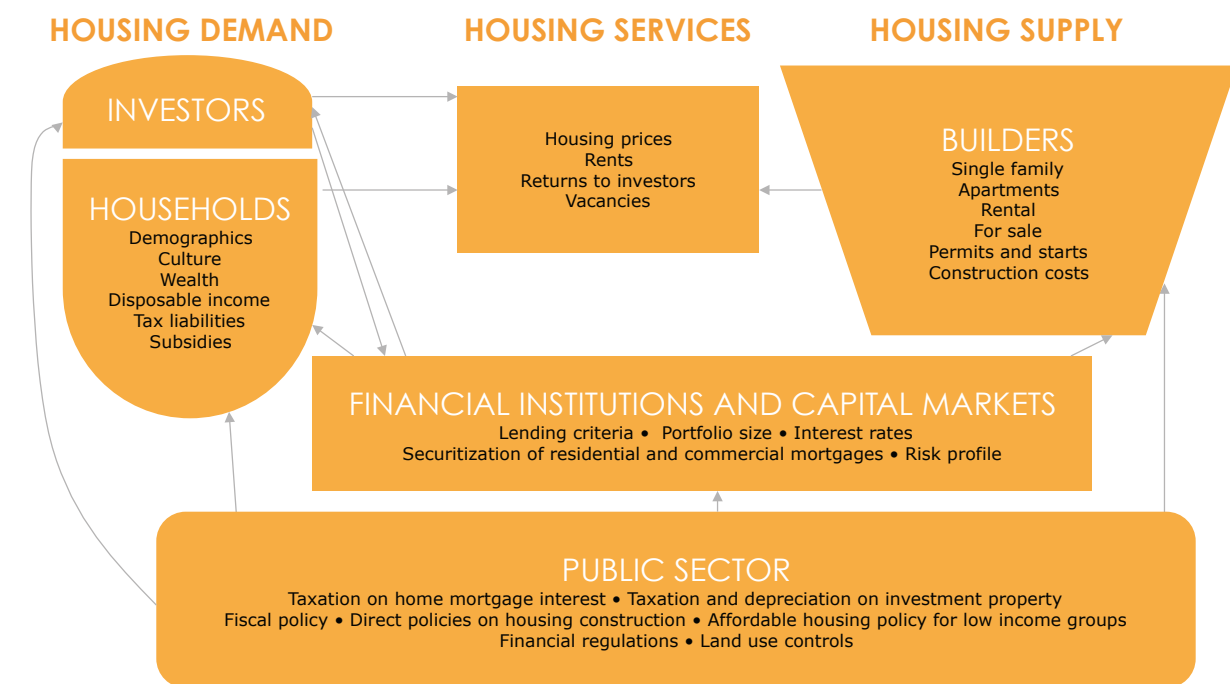 HOUSING DEMAND
HOUSING SERVICES
HOUSING SUPPLY
INVESTORS
HOUSEHOLDS
Demographics
Culture
Wealth
Disposable income
Tax liabilities
Subsidies
Housing prices
Rents
Returns to investors
Vacancies
BUILDERS
Single family
Apartments
Rental
For sale
Permits and starts
Construction costs
FINANCIAL INSTITUTIONS AND CAPITAL MARKETS
Lending criteria • Portfolio size • Interest rates
Securitization of residential and commercial mortgages • Risk profile
PUBLIC SECTOR
Taxation on home mortgage interest • Taxation and depreciation on investment property
Fiscal policy • Direct policies on housing construction • Affordable housing policy for low income groups
Financial regulations • Land use controls